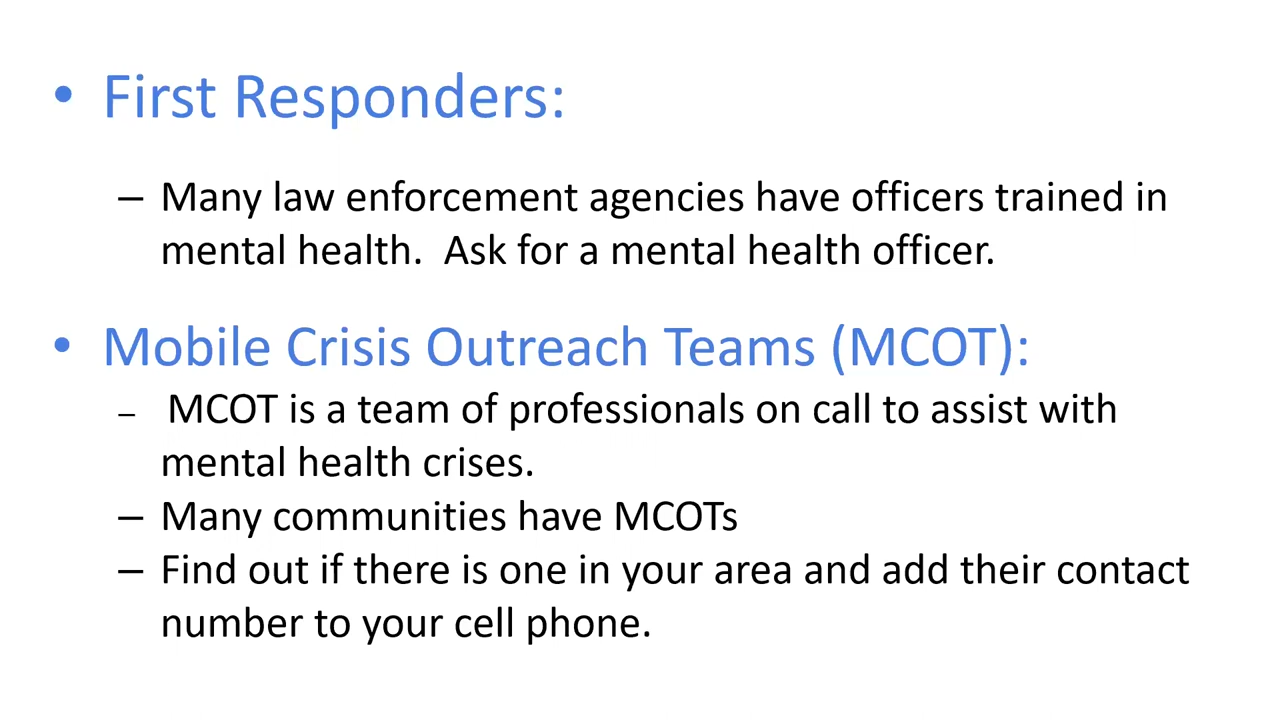 • First Responders:
– Many law enforcement agencies have officers trained in
mental health.  Ask for a mental health officer.
• Mobile Crisis Outreach Teams (MCOT):
– MCOT is a team of professionals on call to assist with
mental health crises.
– Many communities have MCOTs
– Find out if there is one in your area and add their contact
number to your cell phone.